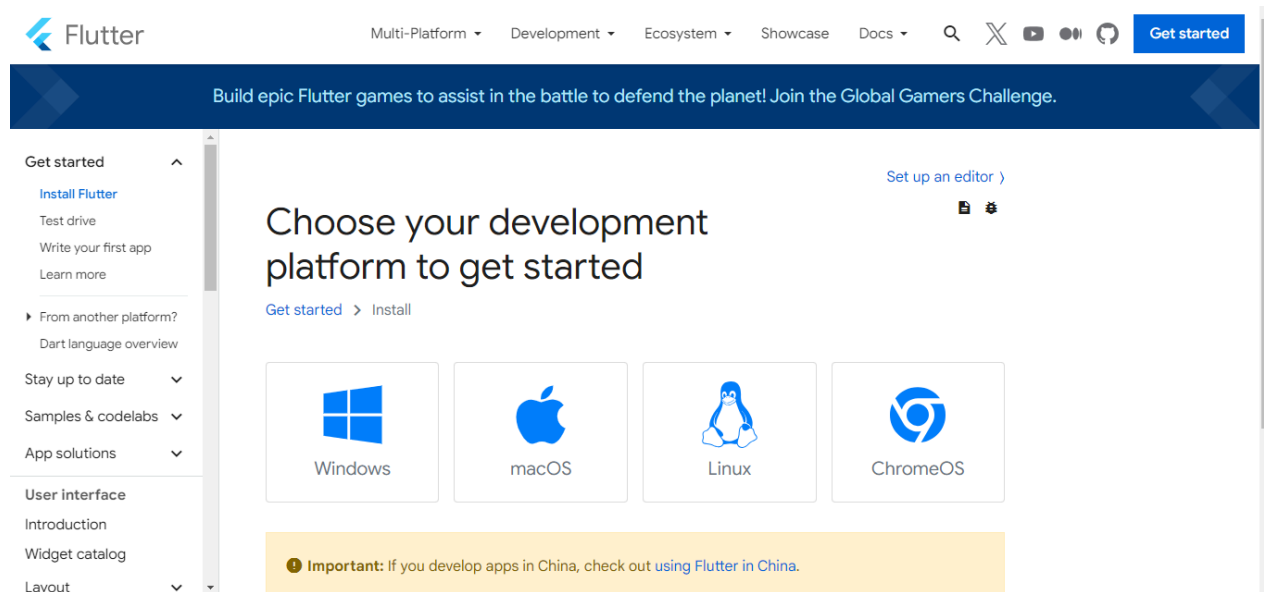 Flutter
Multi-Platform
Development
Ecosystem
Showcase
Docs
Get started
Build epic Flutter games to assist in the battle to defend the planet! Join the Global Gamers Challenge.
Get started
Install Flutter
Test drive
Write your first app
Learn more
From another platform?
Dart language overview
Stay up to date
Samples & codelabs
App solutions
User interface
Introduction
Widget catalog
Layout
Set up an editor
Choose your development
platform to get started
Get started > Install
Windows
macOS
Linux
ChromeOS
Important: If you develop apps in China, check out using Flutter in China.